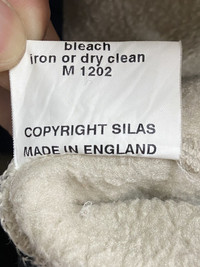 bleach
iron or dry clean
M 1202
COPYRIGHT SILAS
MADE IN ENGLAND